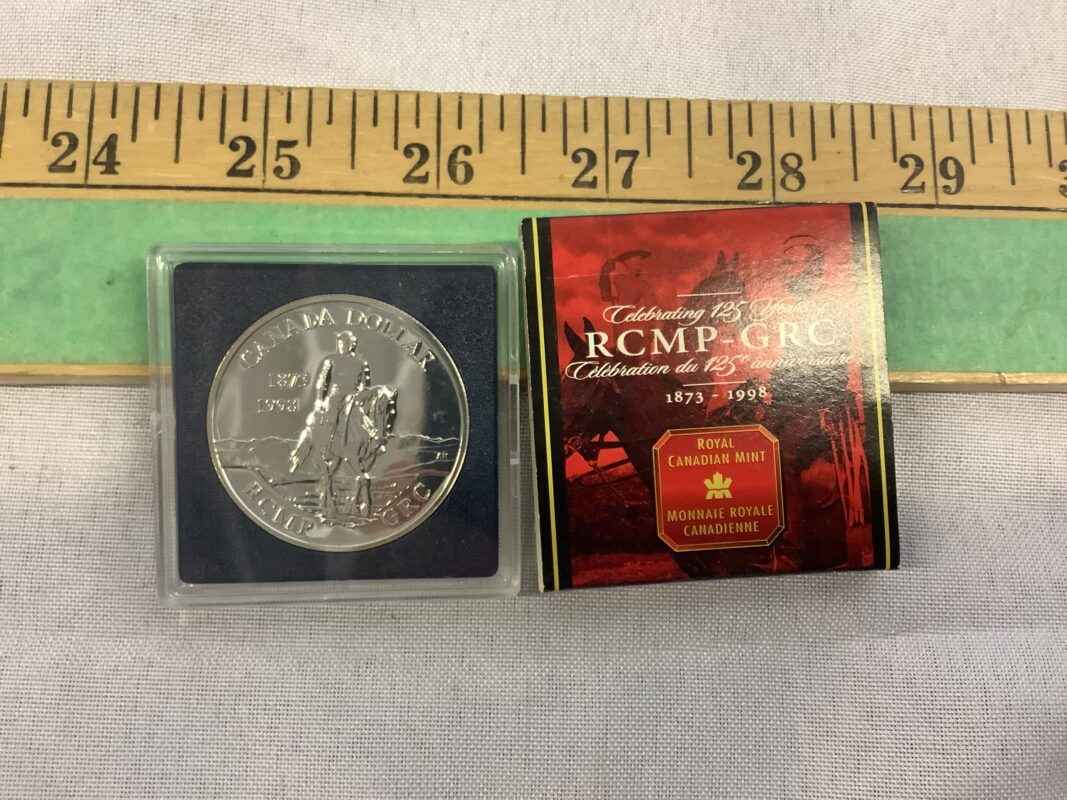 24 25 26 27 28 29
CANADA DOLLAR
1873
1998
RCMP GRC
Celebrating 125
RCMP-GRC
Célébration du 125e anniversaire
1873 - 1998
ROYAL
CANADIAN MINT
MONNAIE ROYALE
CANADIENNE